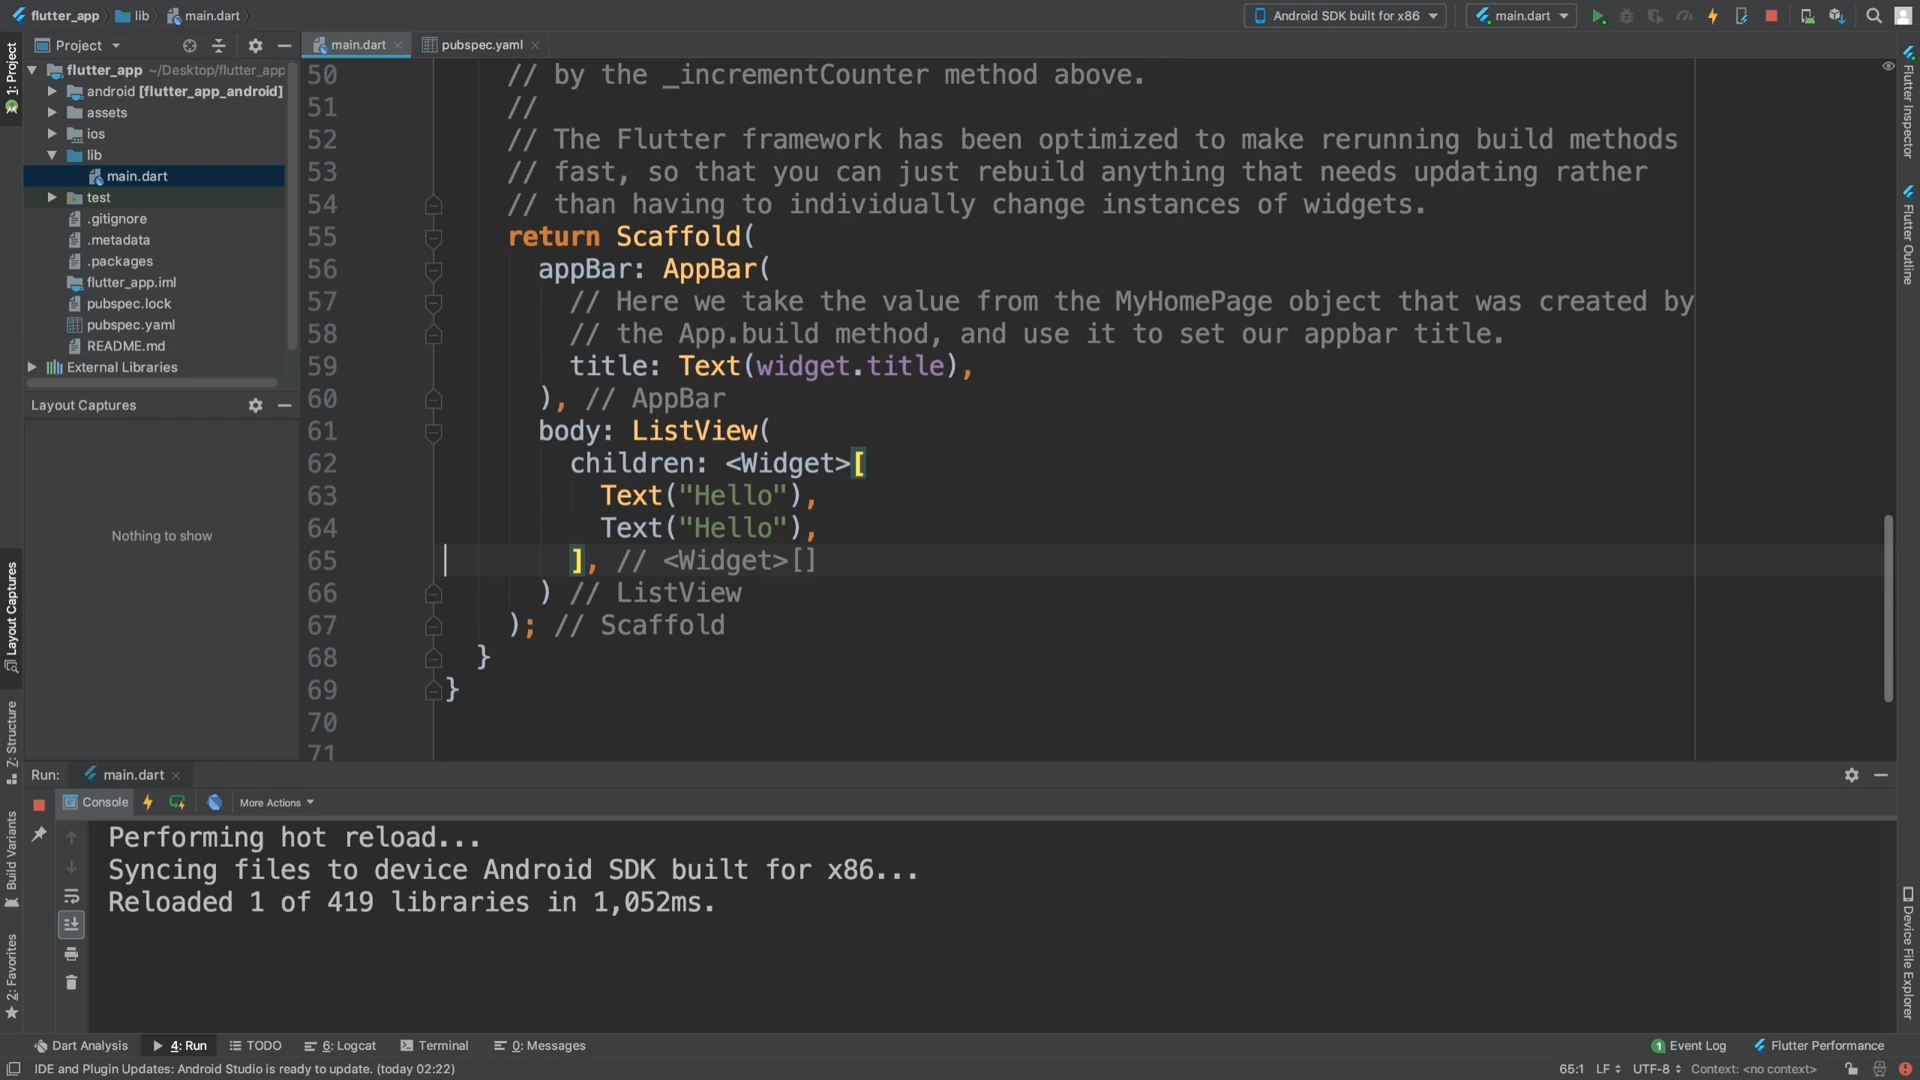 flutter_app lib main.dart
Android SDK built for x86 main.dart
Project
main.dart pubspec.yaml
1: Project
flutter_app ~/Desktop/flutter_app
android [flutter_app_android]
assets
ios
lib
main.dart
test
.gitignore
.metadata
.packages
flutter_app.iml
pubspec.lock
pubspec.yaml
README.md
External Libraries
Layout Captures
Nothing to show
Layout Captures
Z: Structure
Build Variants
2: Favorites
50 // by the _incrementCounter method above.
51 //
52 // The Flutter framework has been optimized to make rerunning build methods
53 // fast, so that you can just rebuild anything that needs updating rather
54 // than having to individually change instances of widgets.
55 return Scaffold(
56 appBar: AppBar(
57 // Here we take the value from the MyHomePage object that was created by
58 // the App.build method, and use it to set our appbar title.
59 title: Text(widget.title),
60 ), // AppBar
61 body: ListView(
62 children: <Widget>[
63 Text("Hello"),
64 Text("Hello"),
65 ], // <Widget>[]
66 ) // ListView
67 ); // Scaffold
68 }
69 }
70
71
Flutter Inspector
Flutter Outline
Device File Explorer
Run: main.dart
Console More Actions
Performing hot reload...
Syncing files to device Android SDK built for x86...
Reloaded 1 of 419 libraries in 1,052ms.
Dart Analysis 4: Run TODO 6: Logcat Terminal 0: Messages 1 Event Log Flutter Performance
IDE and Plugin Updates: Android Studio is ready to update. (today 02:22) 65:1 LF UTF-8 Context: <no context>